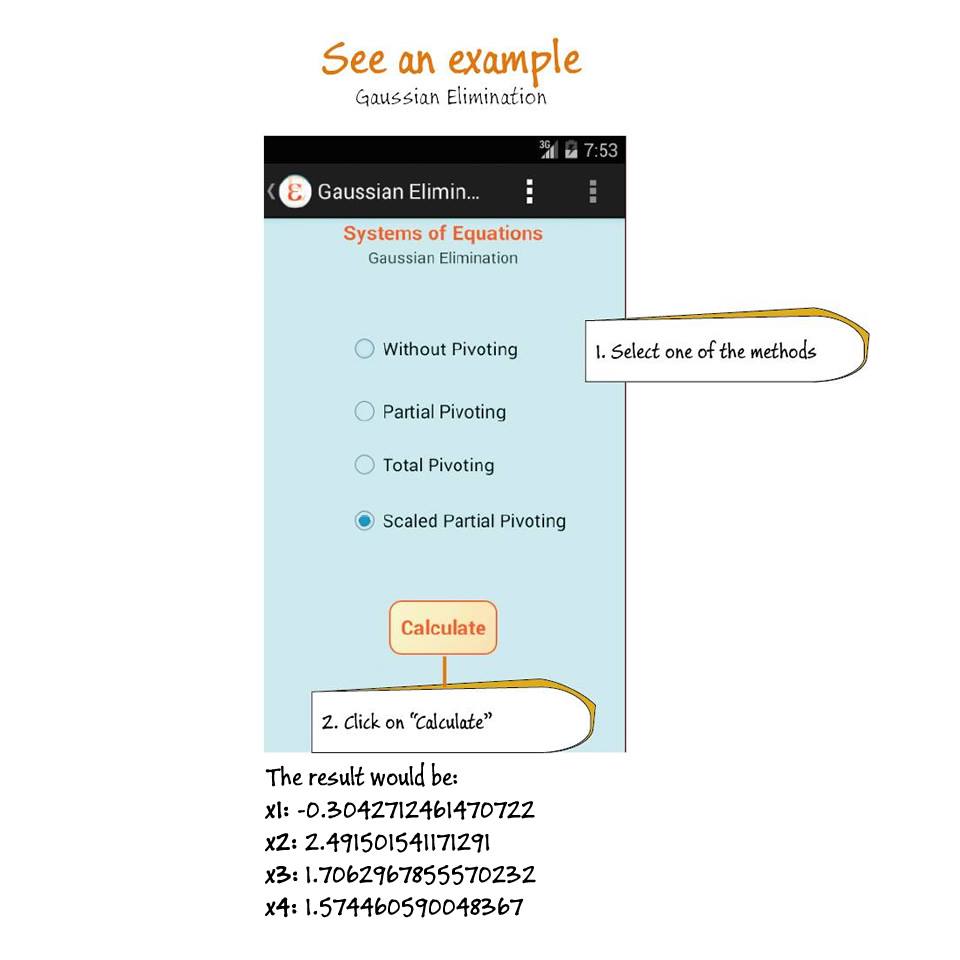 See an example
Gaussian Elimination
3G 7:53
Gaussian Elimin...
Systems of Equations
Gaussian Elimination
Without Pivoting
1. Select one of the methods
Partial Pivoting
Total Pivoting
Scaled Partial Pivoting
Calculate
2. Click on "Calculate"
The result would be:
x1: -0.3042712461470722
x2: 2.491501541171291
x3: 1.7062967855570232
x4: 1.574460590048367